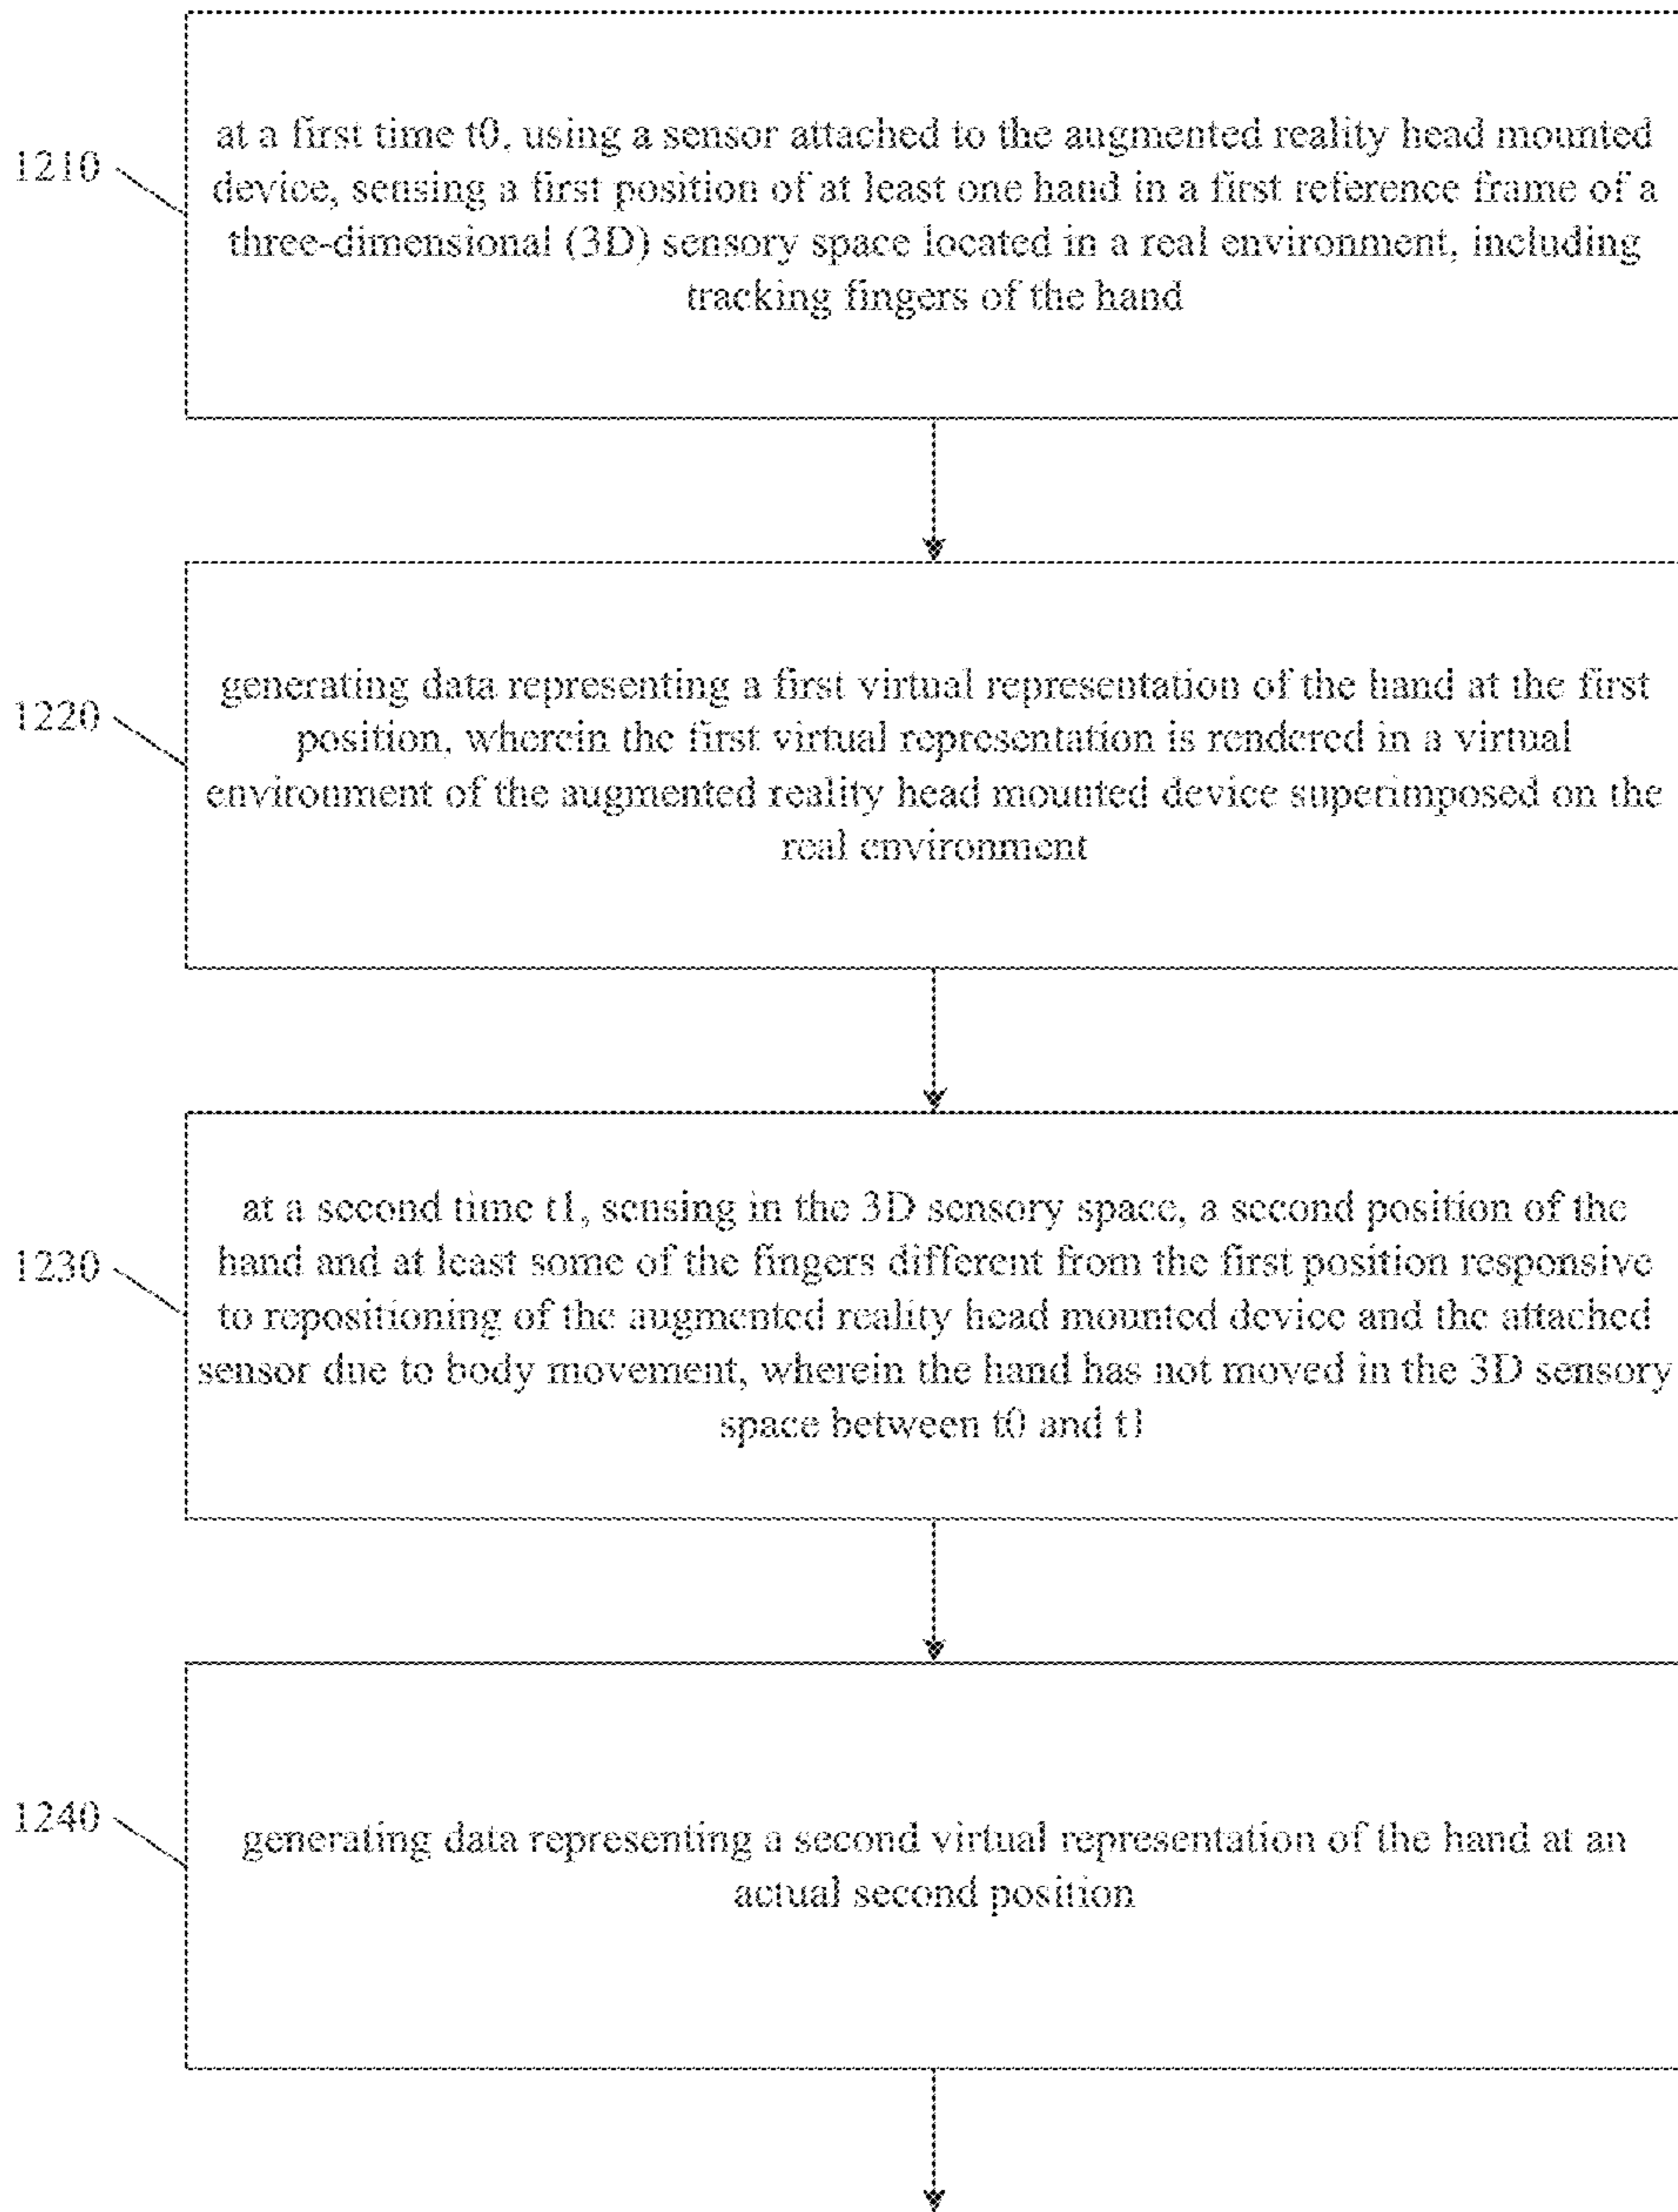 1210
at a first time t0, using a sensor attached to the augmented reality head mounted
device, sensing a first position of at least one hand in a first reference frame of a
three-dimensional (3D) sensory space located in a real environment, including
tracking fingers of the hand
1220
generating data representing a first virtual representation of the hand at the first
position, wherein the first virtual representation is rendered in a virtual
environment of the augmented reality head mounted device superimposed on the
real environment
1230
at a second time t1, sensing in the 3D sensory space, a second position of the
hand and at least some of the fingers different from the first position responsive
to repositioning of the augmented reality head mounted device and the attached
sensor due to body movement, wherein the hand has not moved in the 3D sensory
space between t0 and t1
1240
generating data representing a second virtual representation of the hand at an
actual second position